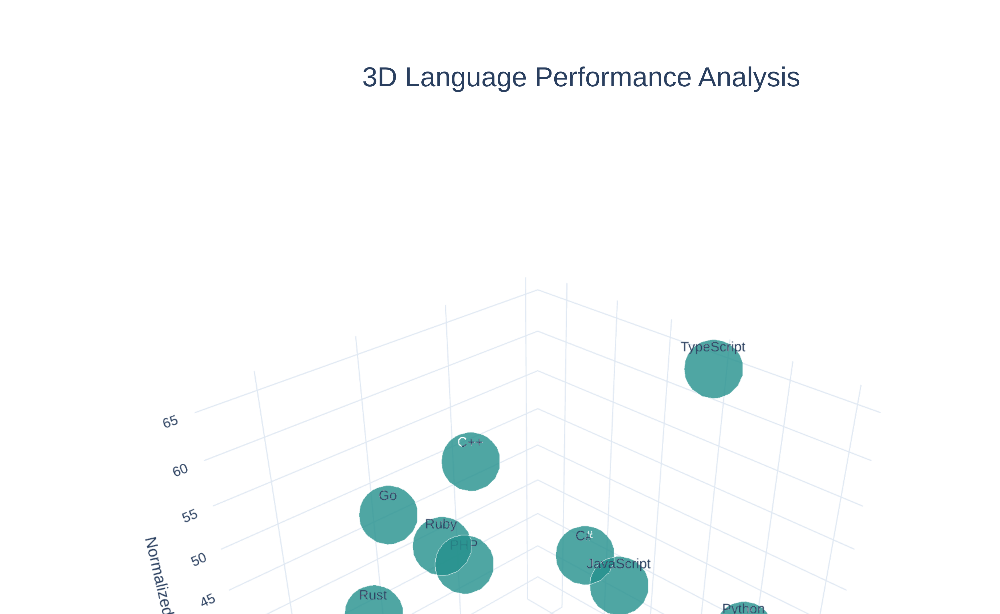 3D Language Performance Analysis
TypeScript
65
C++
60
Go
55
Ruby
C#
PHP
50
JavaScript
Normalized
Rust
45
Python